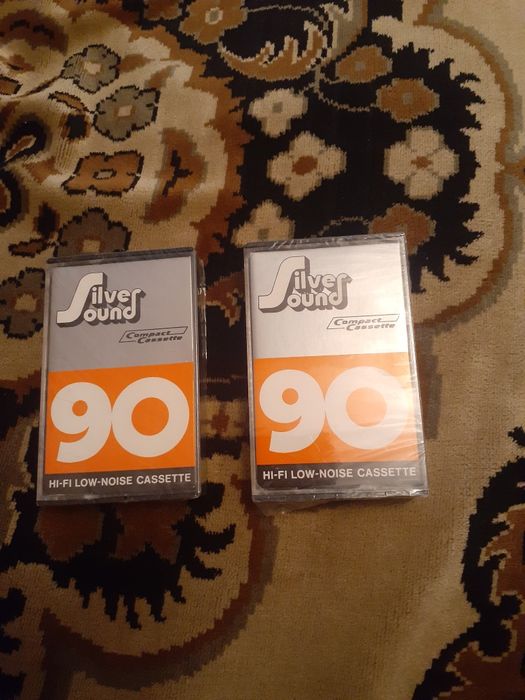 Silver
Sound
Compact
Cassette
90
HI-FI LOW-NOISE CASSETTE
Silver
Sound
Compact
Cassette
90
HI-FI LOW-NOISE CASSETTE